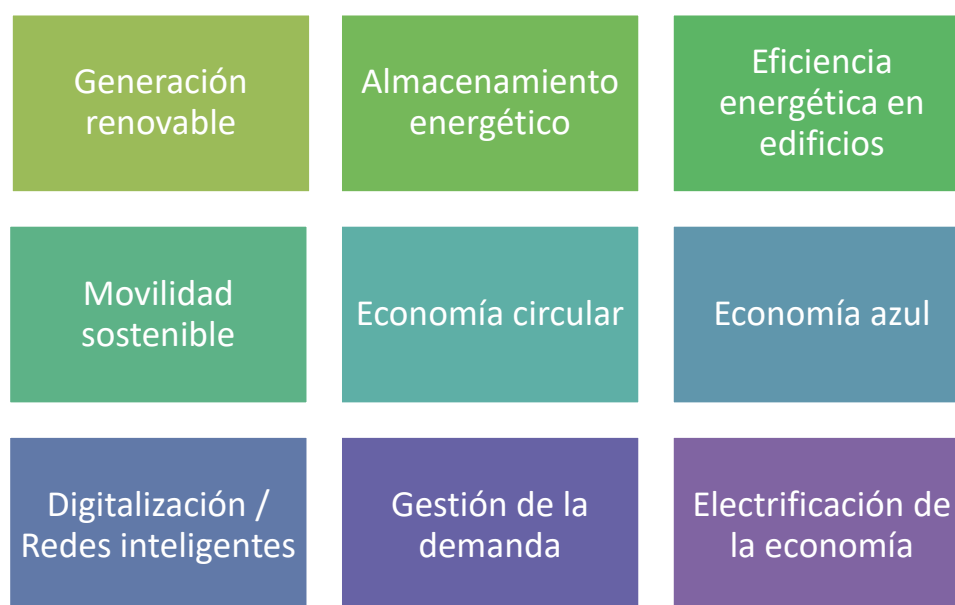 Generación
renovable
Almacenamiento
energético
Eficiencia
energética en
edificios
Movilidad
sostenible
Economía circular
Economía azul
Digitalización /
Redes inteligentes
Gestión de la
demanda
Electrificación de
la economía